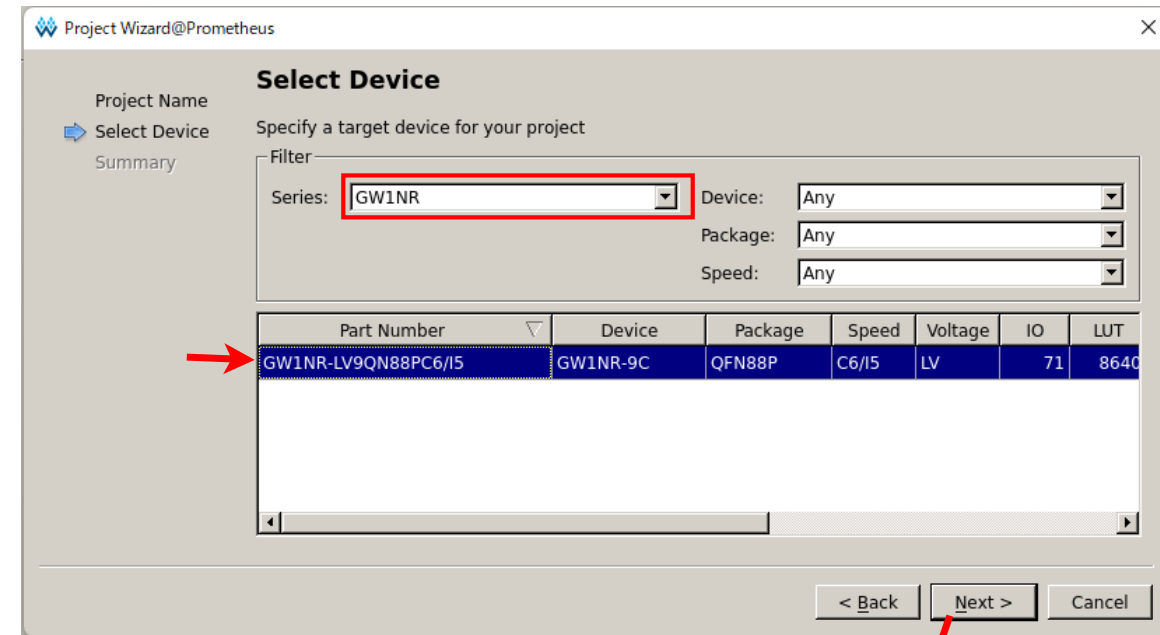 Project Wizard@Prometheus
Project Name
Select Device
Summary
Select Device
Specify a target device for your project
Filter
Series: GW1NR Device: Any
Package: Any
Speed: Any
Part Number Device Package Speed Voltage IO LUT
GW1NR-LV9QN88PC6/I5 GW1NR-9C QFN88P C6/I5 LV 71 8640
< Back Next > Cancel